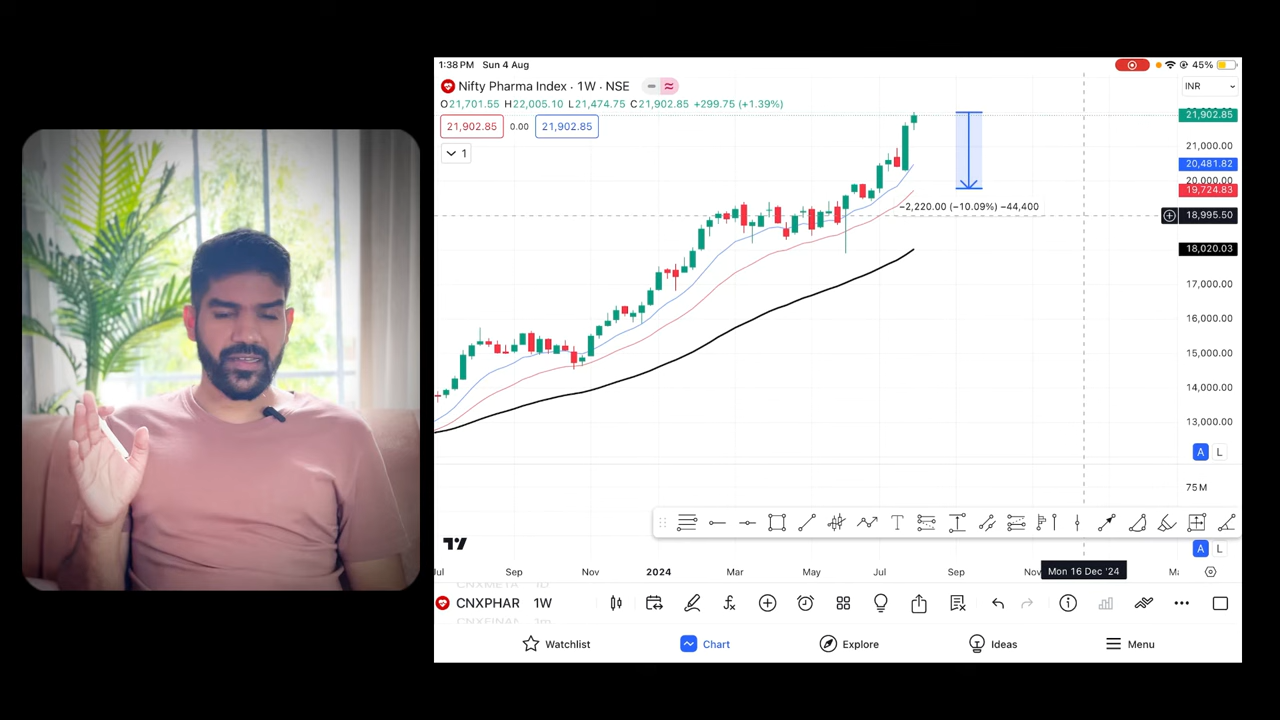 1:38 PM Sun 4 Aug
45%
Nifty Pharma Index · 1W · NSE
INR
O21,701.55 H22,005.10 L21,474.75 C21,902.85 +299.75 (+1.39%)
21,902.85 0.00 21,902.85
1
21,902.85
21,000.00
20,481.82
20,000.00
19,724.83
−2,220.00 (−10.09%) −44,400
18,995.50
18,020.03
17,000.00
16,000.00
15,000.00
14,000.00
13,000.00
A L
75M
T
A L
Sep Nov 2024 Mar May Jul Sep Nov Mon 16 Dec '24
CNXPHAR 1W
Watchlist Chart Explore Ideas Menu